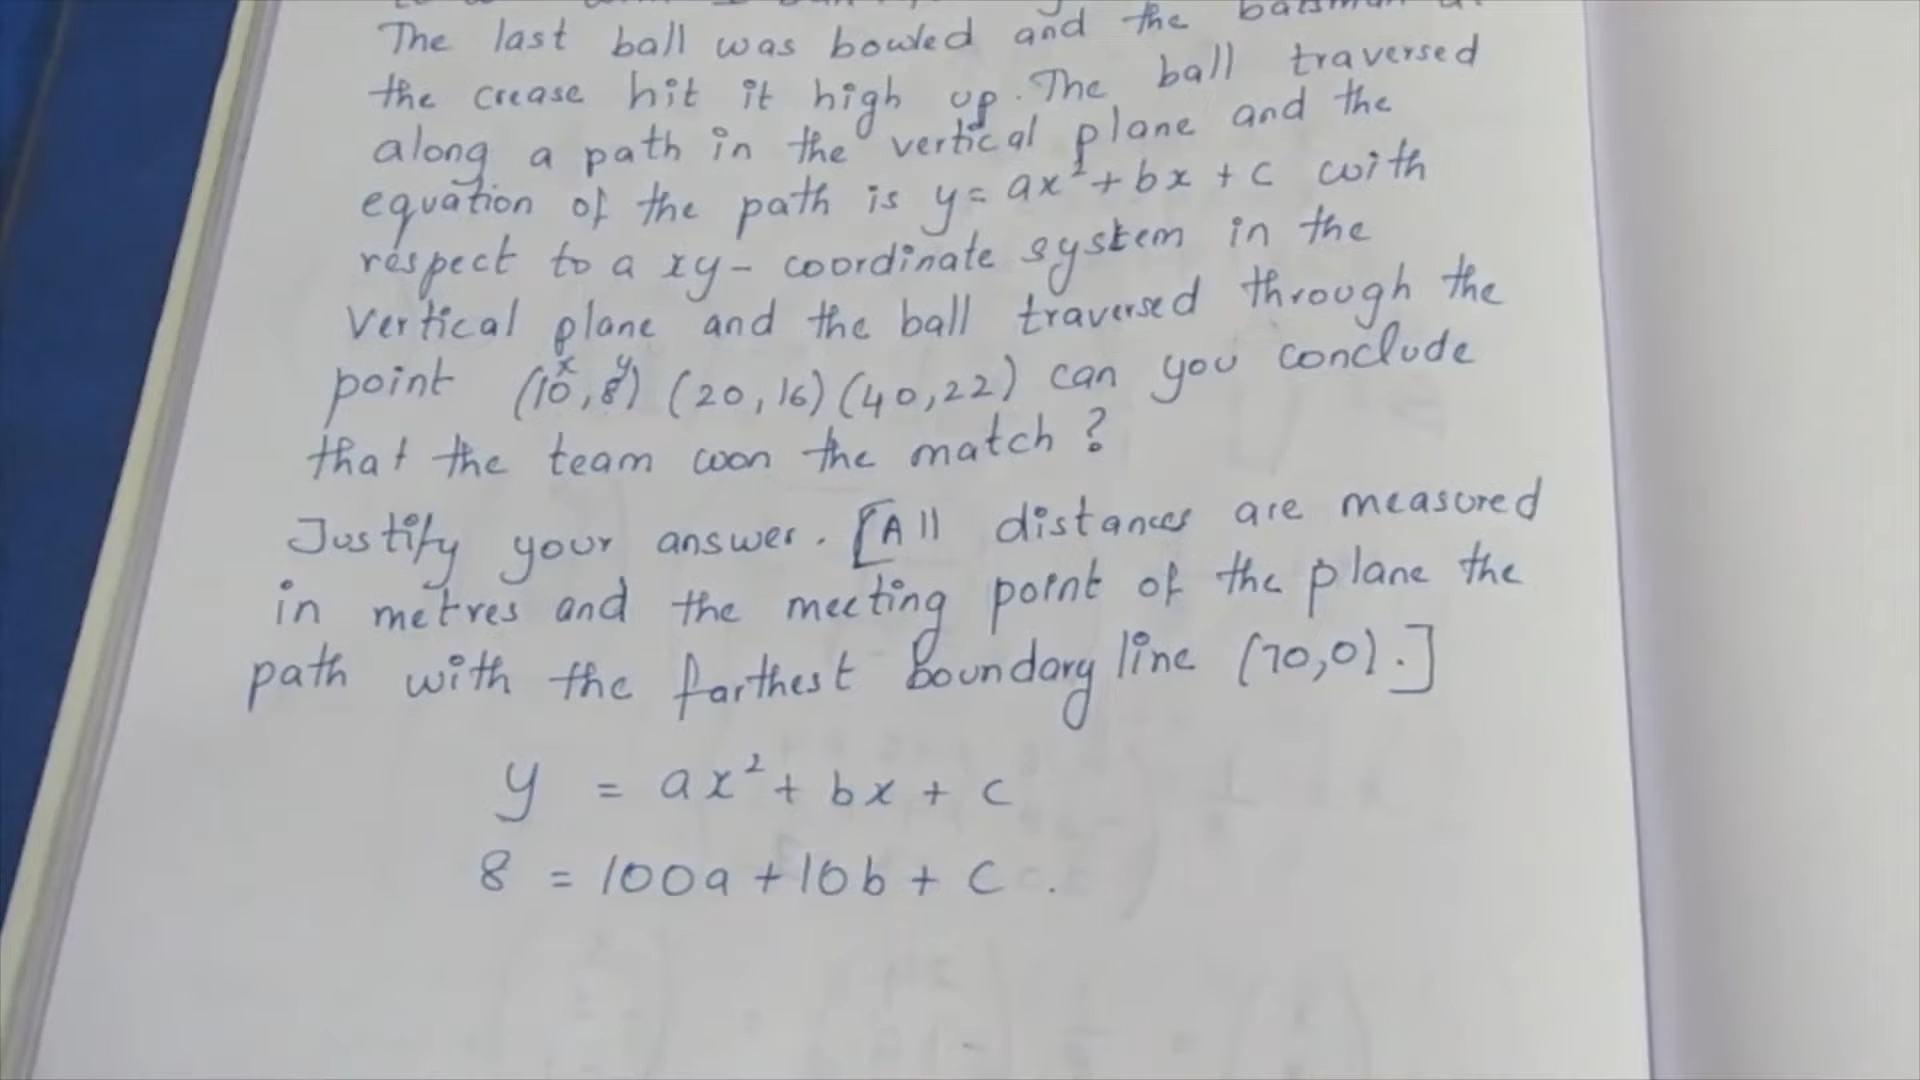 The last ball was bowled and the
the crease hit it high up. The ball traversed
along a path in the vertical plane and the
equation of the path is y = ax² + bx + c with
respect to a xy - coordinate system in the
Vertical plane and the ball traversed through the
x y
point (10,8) (20,16) (40,22) can you conclude
that the team won the match ?
Justify your answer. [All distances are measured
in metres and the meeting point of the plane the
path with the farthest boundary line (70,0).]
y = ax² + bx + c
8 = 100a + 10b + c .